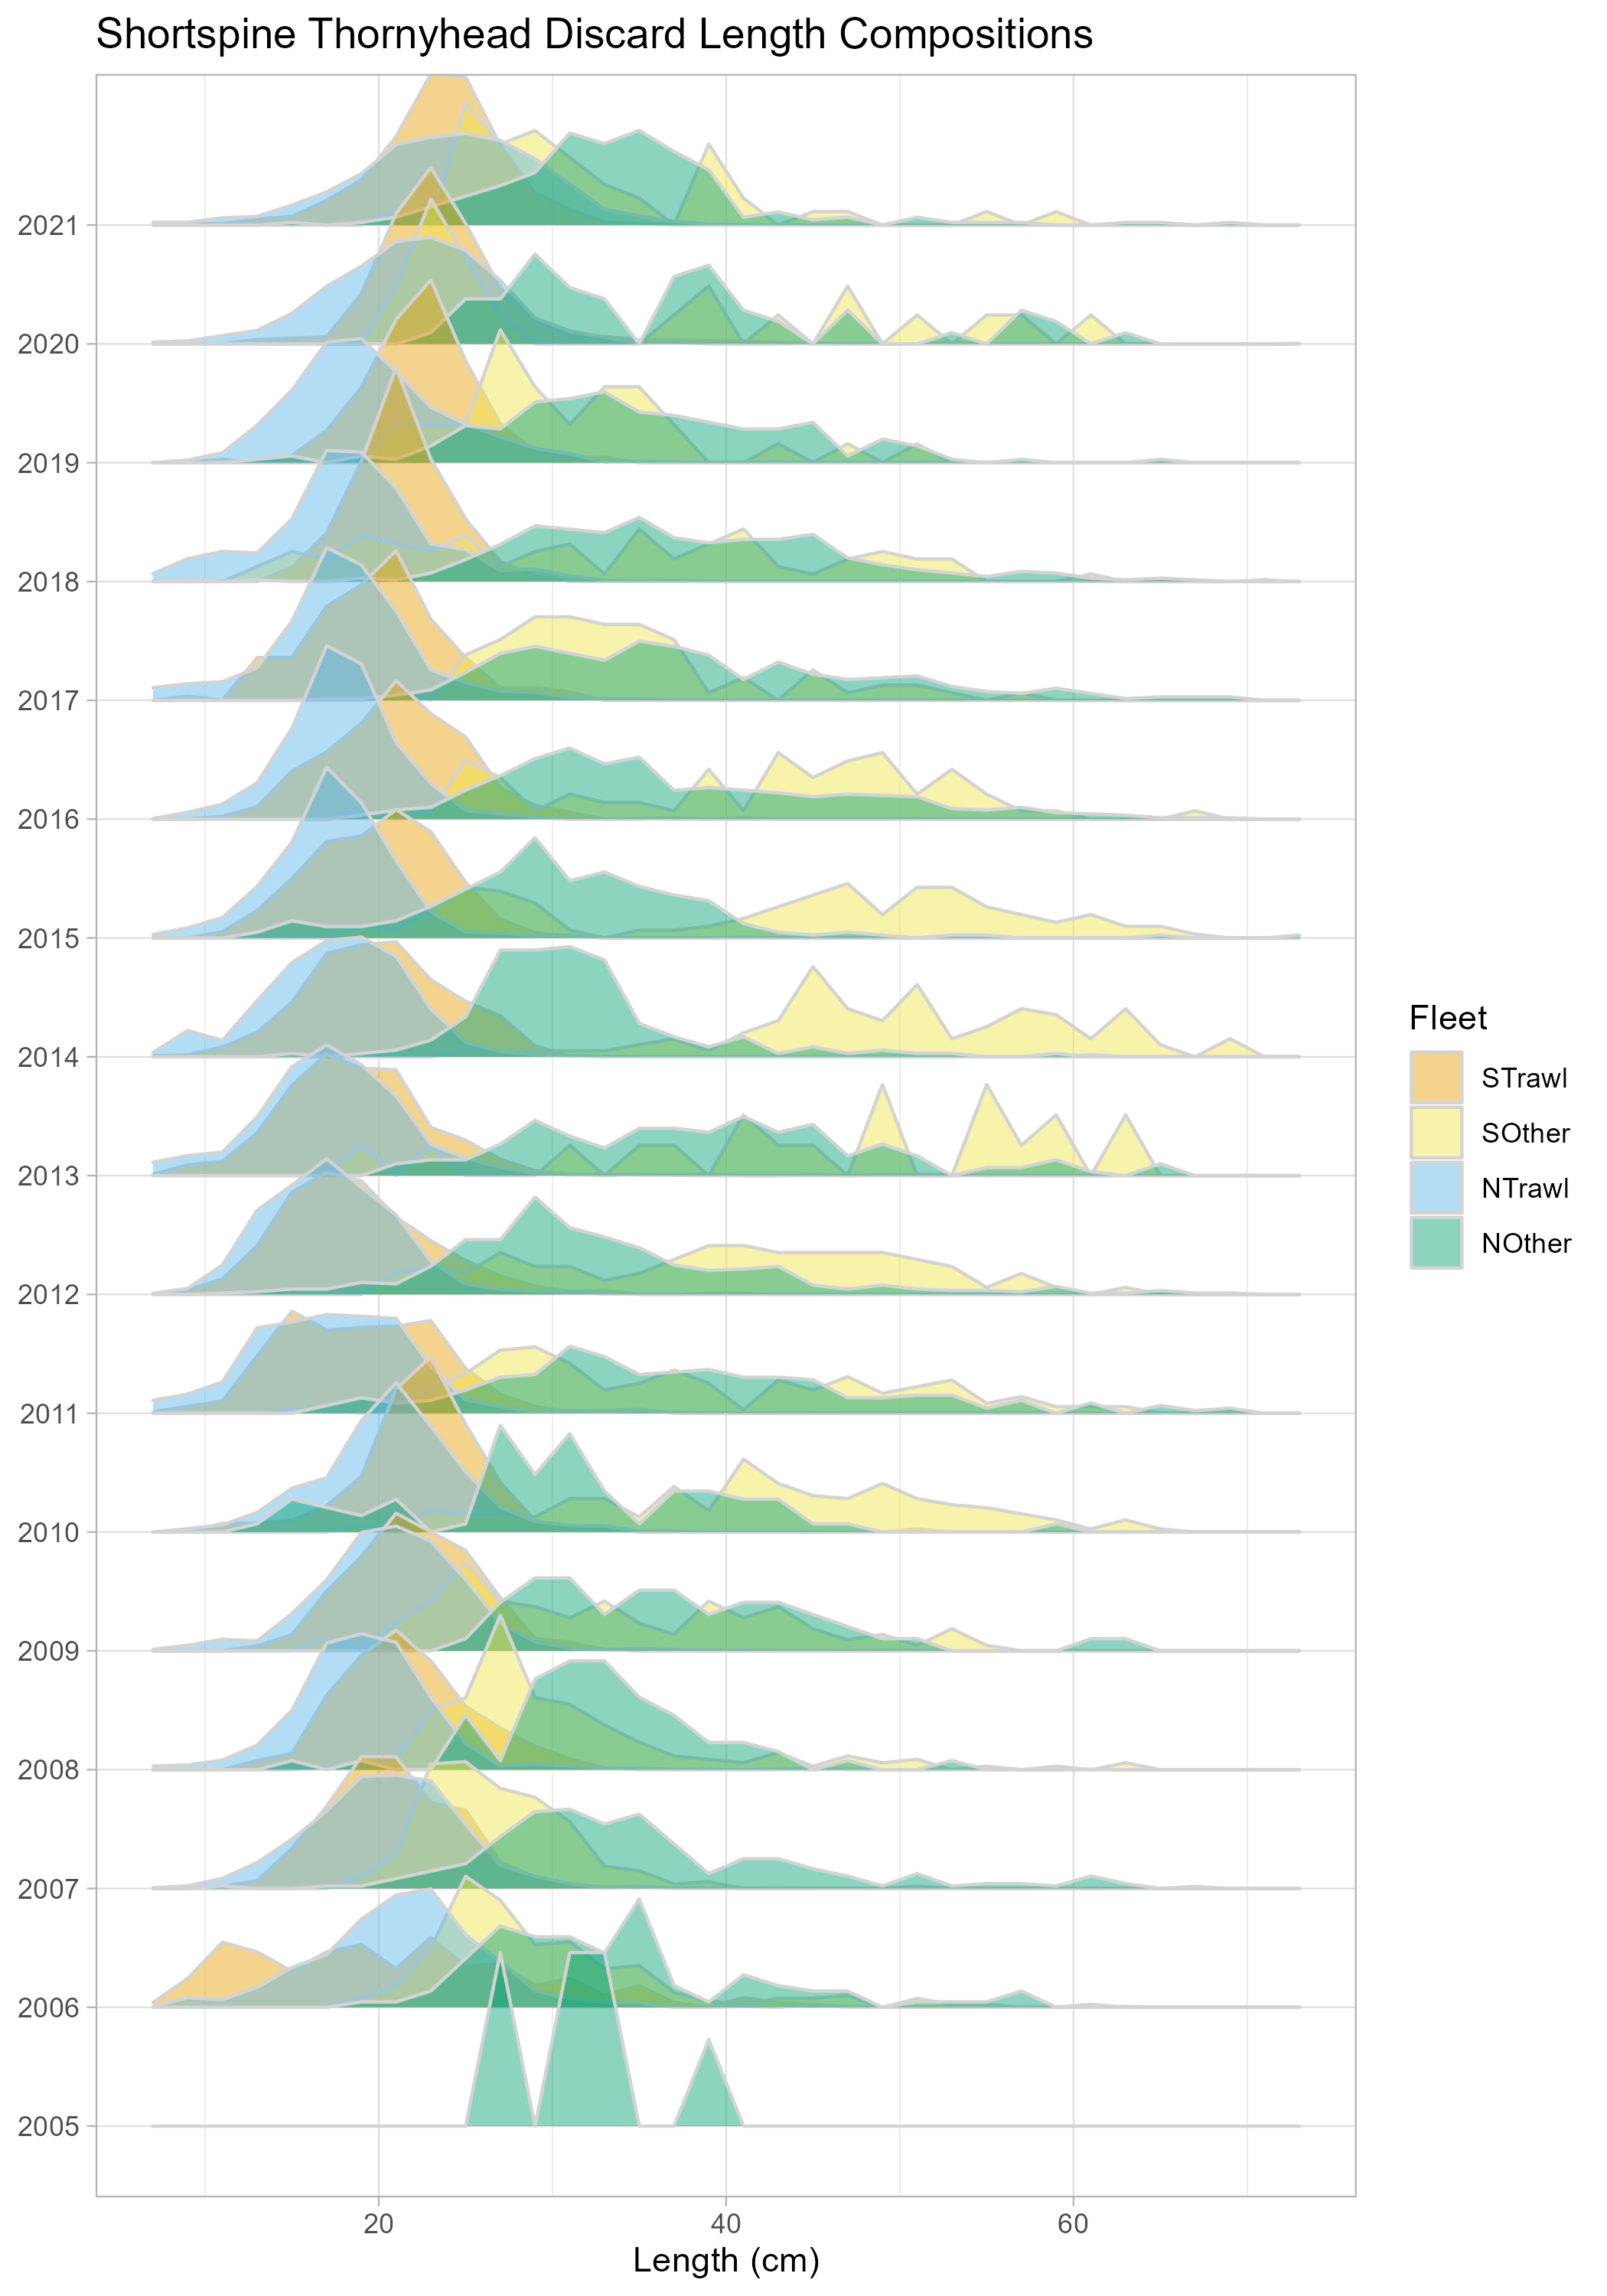 Shortspine Thornyhead Discard Length Compositions
2021
2020
2019
2018
2017
2016
2015
2014
2013
2012
2011
2010
2009
2008
2007
2006
2005
20 40 60
Length (cm)
Fleet
STrawl
SOther
NTrawl
NOther